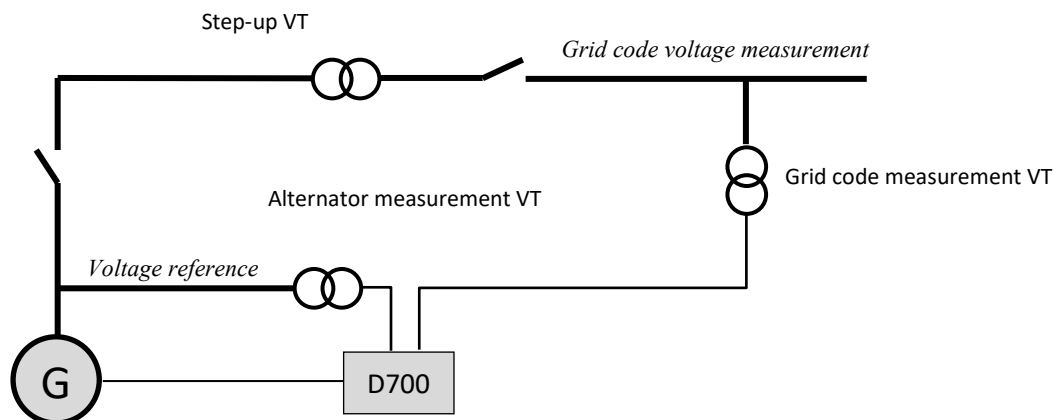 Step-up VT
Grid code voltage measurement
Grid code measurement VT
Alternator measurement VT
Voltage reference
G
D700